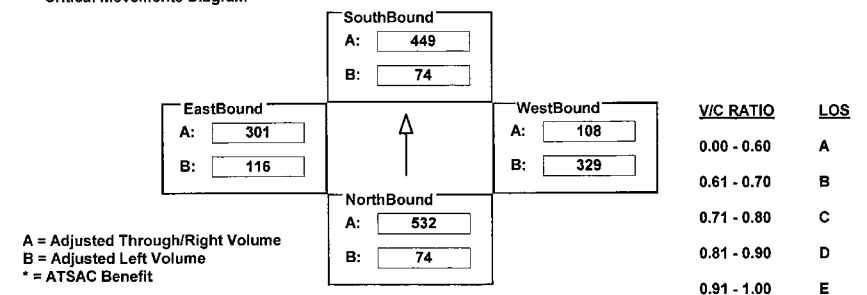 Critical Movements Diagram
SouthBound
A: 449
B: 74
EastBound
A: 301
B: 116
WestBound
A: 108
B: 329
NorthBound
A: 532
B: 74
A = Adjusted Through/Right Volume
B = Adjusted Left Volume
* = ATSAC Benefit
V/C RATIO LOS
0.00 - 0.60 A
0.61 - 0.70 B
0.71 - 0.80 C
0.81 - 0.90 D
0.91 - 1.00 E